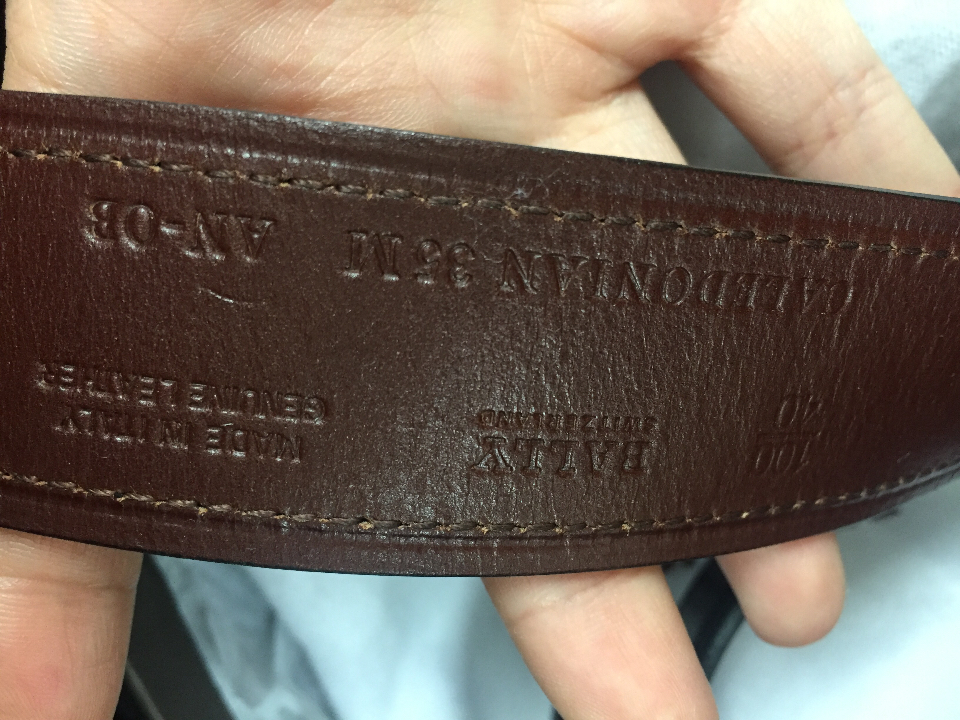 100
40
BALLY
SWITZERLAND
MADE IN ITALY
GENUINE LEATHER
CALEDONIAN 35 M AN-OB